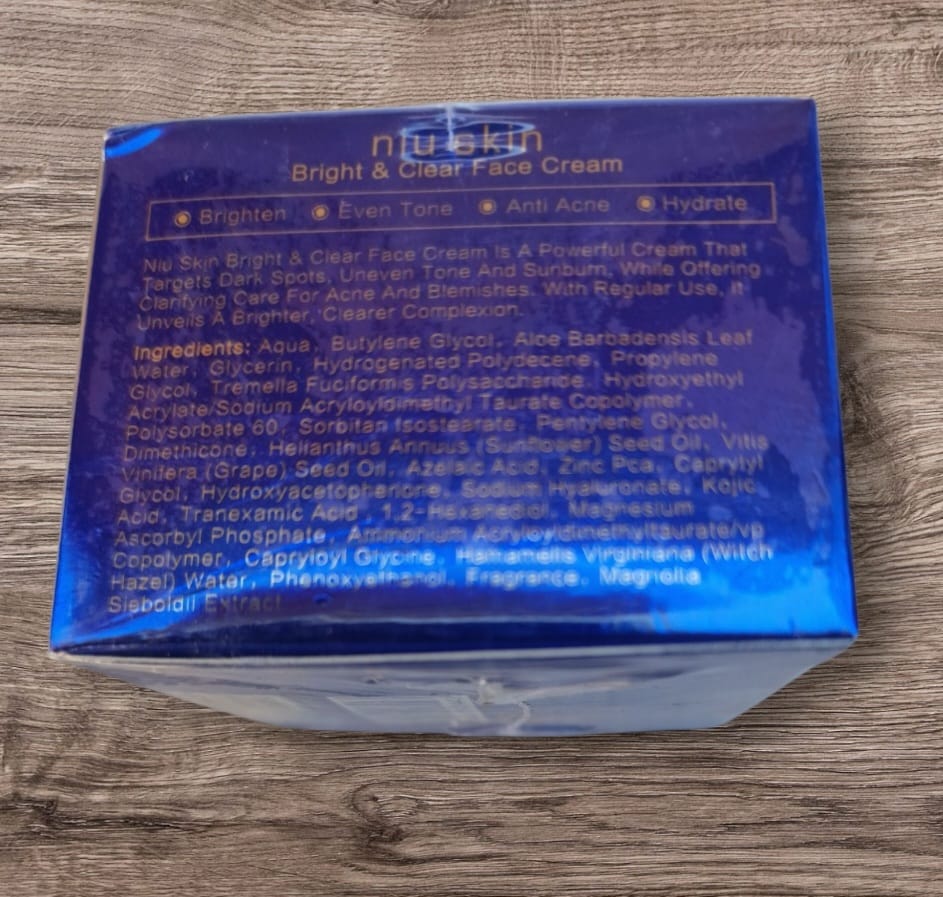 niu skin
Bright & Clear Face Cream
Brighten Even Tone Anti Acne Hydrate
Niu Skin Bright & Clear Face Cream Is A Powerful Cream That
Targets Dark Spots, Uneven Tone And Sunburn, While Offering
Clarifying Care For Acne And Blemishes. With Regular Use, It
Unveils A Brighter, Clearer Complexion.
Ingredients: Aqua, Butylene Glycol, Aloe Barbadensis Leaf
Water, Glycerin, Hydrogenated Polydecene, Propylene
Glycol, Tremella Fuciformis Polysaccharide, Hydroxyethyl
Acrylate/Sodium Acryloyldimethyl Taurate Copolymer,
Polysorbate 60, Sorbitan Isostearate, Pentylene Glycol,
Dimethicone, Helianthus Annuus (Sunflower) Seed Oil, Vitis
Vinifera (Grape) Seed Oil, Azelaic Acid, Zinc Pca, Caprylyl
Glycol, Hydroxyacetophenone, Sodium Hyaluronate, Kojic
Acid, Tranexamic Acid, 1,2-Hexanediol, Magnesium
Ascorbyl Phosphate, Ammonium Acryloyldimethyltaurate/vp
Copolymer, Capryloyl Glycine, Hamamelis Virginiana (Witch
Hazel) Water, Phenoxyethanol, Fragrance, Magnolia
Sieboldii Extract